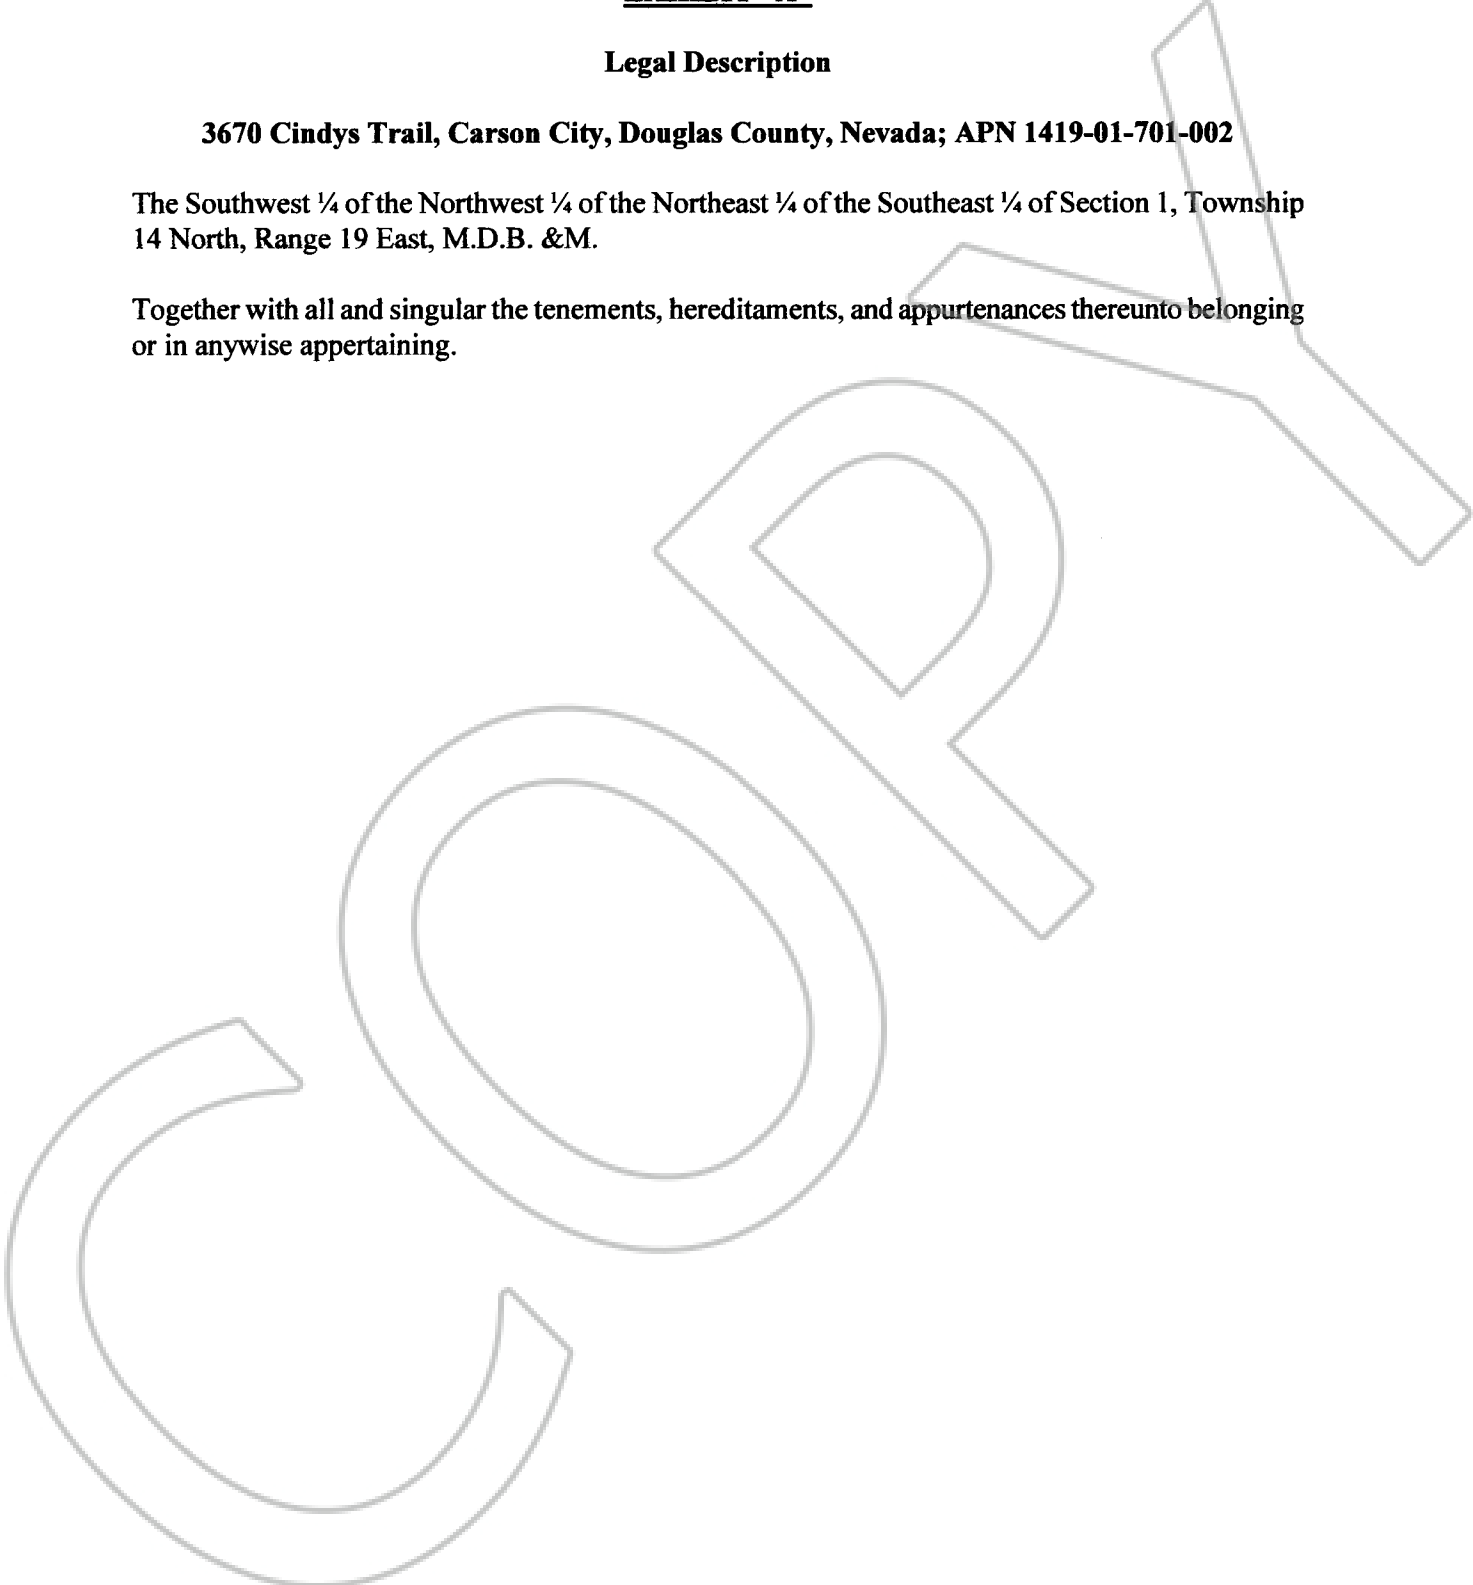 Legal Description
3670 Cindys Trail, Carson City, Douglas County, Nevada; APN 1419-01-701-002
The Southwest ¼ of the Northwest ¼ of the Northeast ¼ of the Southeast ¼ of Section 1, Township
14 North, Range 19 East, M.D.B. &M.
Together with all and singular the tenements, hereditaments, and appurtenances thereunto belonging
or in anywise appertaining.
COPY